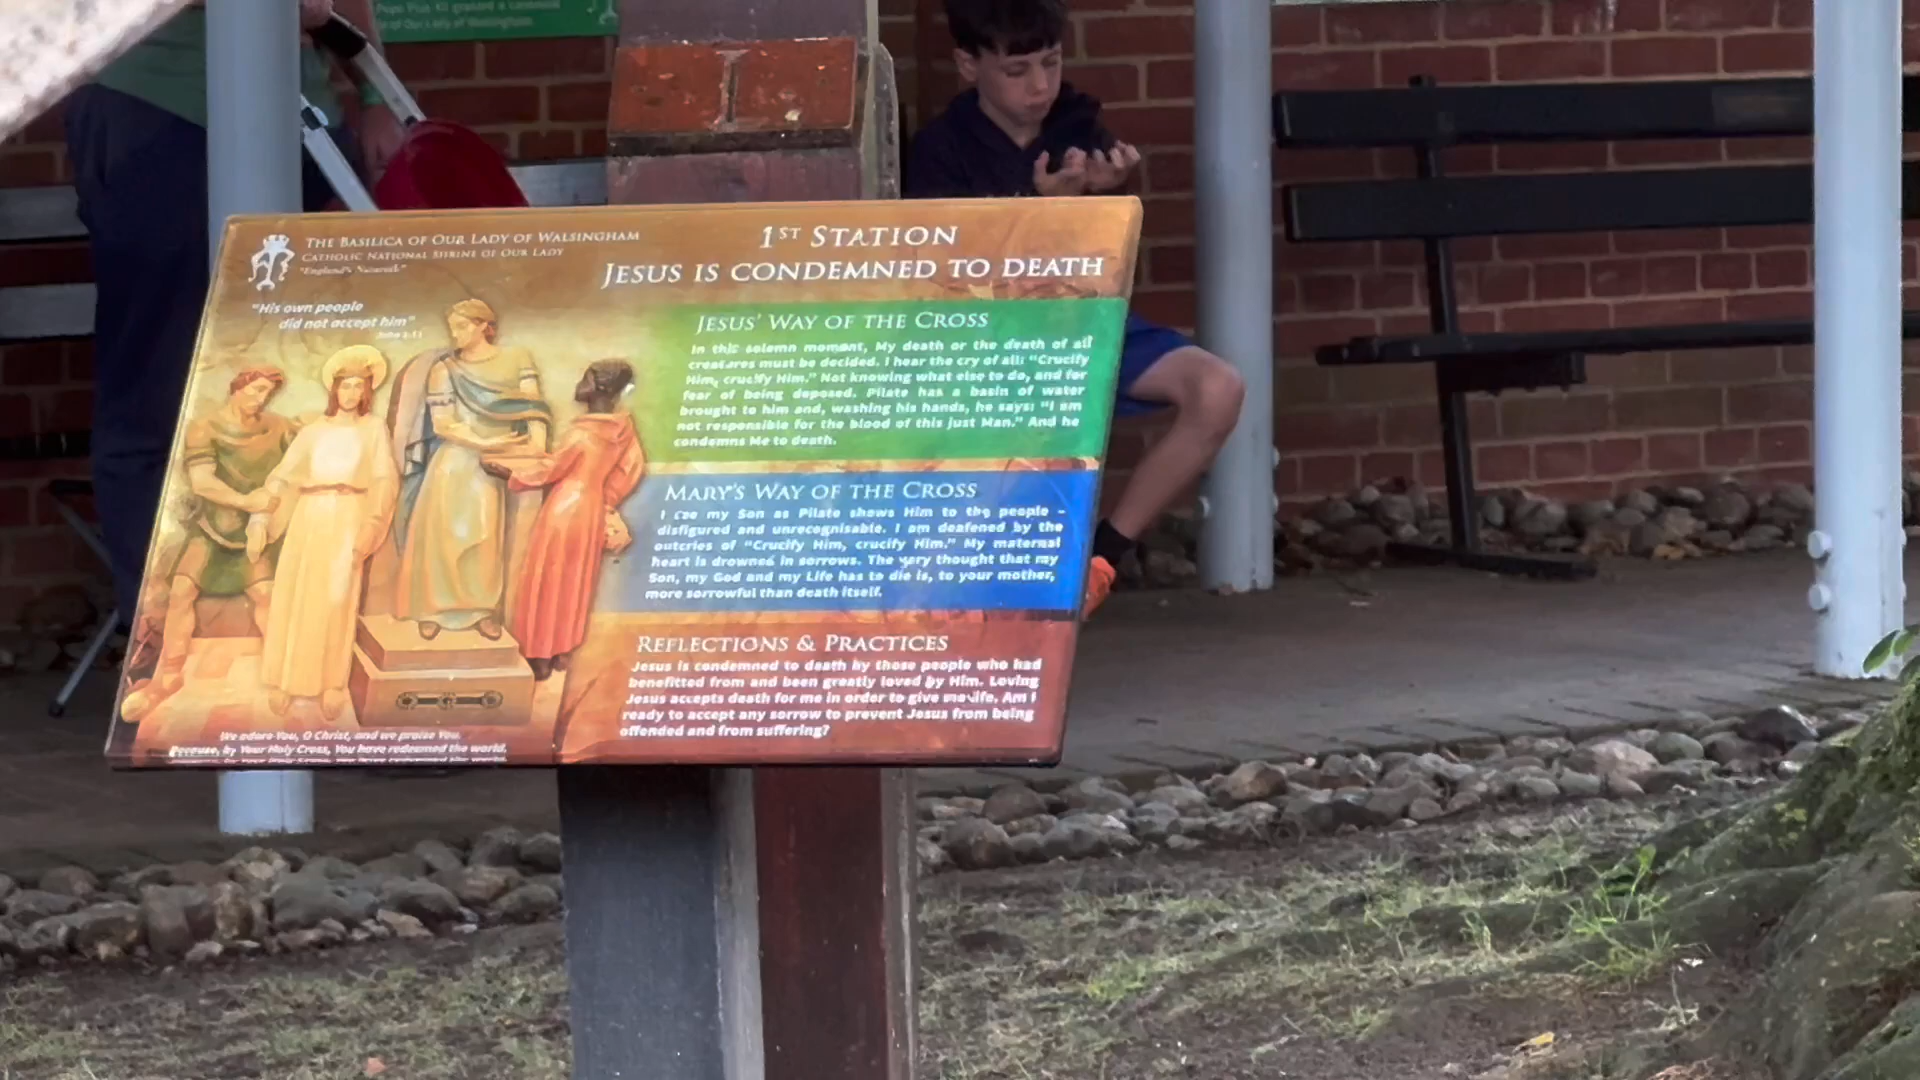 Pope Pius XII granted a canonical
of Our Lady of Walsingham.
THE BASILICA OF OUR LADY OF WALSINGHAM
CATHOLIC NATIONAL SHRINE OF OUR LADY
"England's Nazareth"
1ST STATION
JESUS IS CONDEMNED TO DEATH
"His own people
did not accept him"
John 1:11
JESUS' WAY OF THE CROSS
In this solemn moment, My death or the death of all
creatures must be decided. I hear the cry of all: "Crucify
Him, crucify Him." Not knowing what else to do, and for
fear of being deposed, Pilate has a basin of water
brought to him and, washing his hands, he says: "I am
not responsible for the blood of this just Man." And he
condemns Me to death.
MARY'S WAY OF THE CROSS
I see my Son as Pilate shows Him to the people –
disfigured and unrecognisable. I am deafened by the
outcries of "Crucify Him, crucify Him." My maternal
heart is drowned in sorrows. The very thought that my
Son, my God and my Life has to die is, to your mother,
more sorrowful than death itself.
REFLECTIONS & PRACTICES
Jesus is condemned to death by those people who had
benefitted from and been greatly loved by Him. Loving
Jesus accepts death for me in order to give me life. Am I
ready to accept any sorrow to prevent Jesus from being
offended and from suffering?
We adore You, O Christ, and we praise You.
Because, by Your Holy Cross, You have redeemed the world.